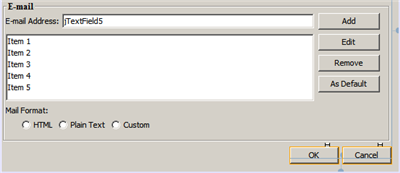 E-mail
E-mail Address: jTextField5 Add
Item 1
Item 2
Item 3
Item 4
Item 5
Edit
Remove
As Default
Mail Format:
HTML Plain Text Custom
OK Cancel